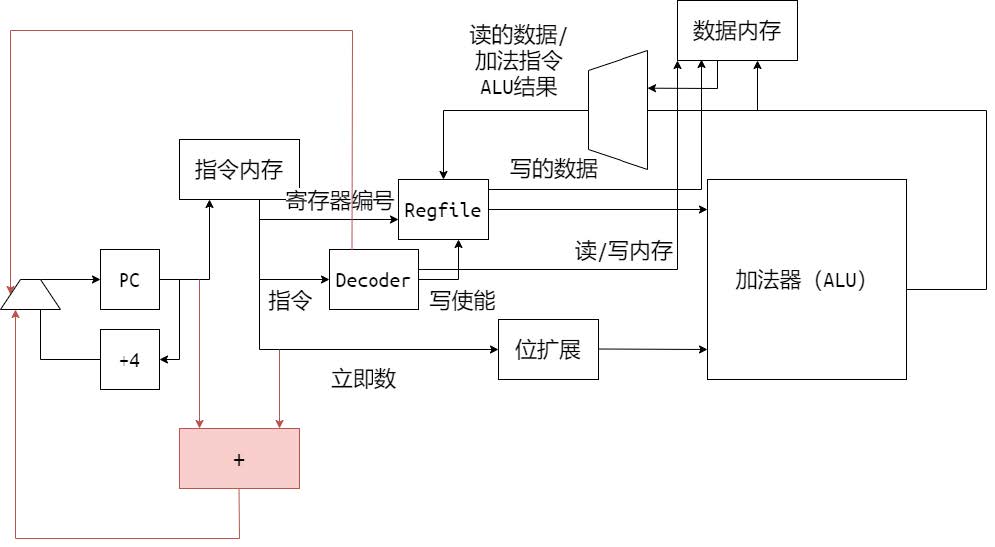 数据内存
读的数据/
加法指令
ALU结果
指令内存
写的数据
寄存器编号
Regfile
读/写内存
PC
Decoder
加法器（ALU）
指令
写使能
+4
位扩展
立即数
+